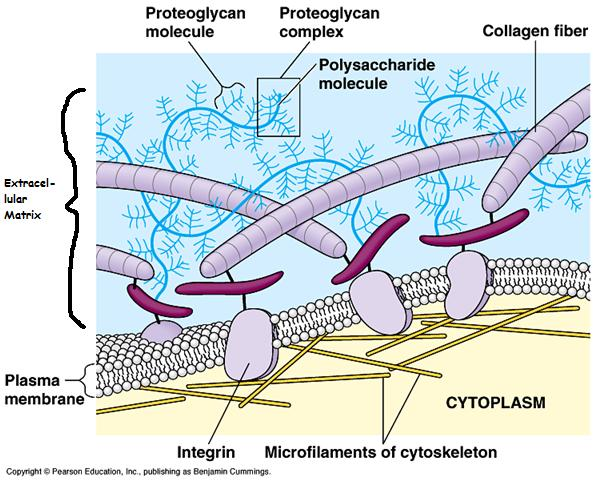 Proteoglycan
molecule
Proteoglycan
complex
Collagen fiber
Polysaccharide
molecule
Extracel-
lular
Matrix
Plasma
membrane
CYTOPLASM
Integrin
Microfilaments of cytoskeleton
Copyright © Pearson Education, Inc., publishing as Benjamin Cummings.